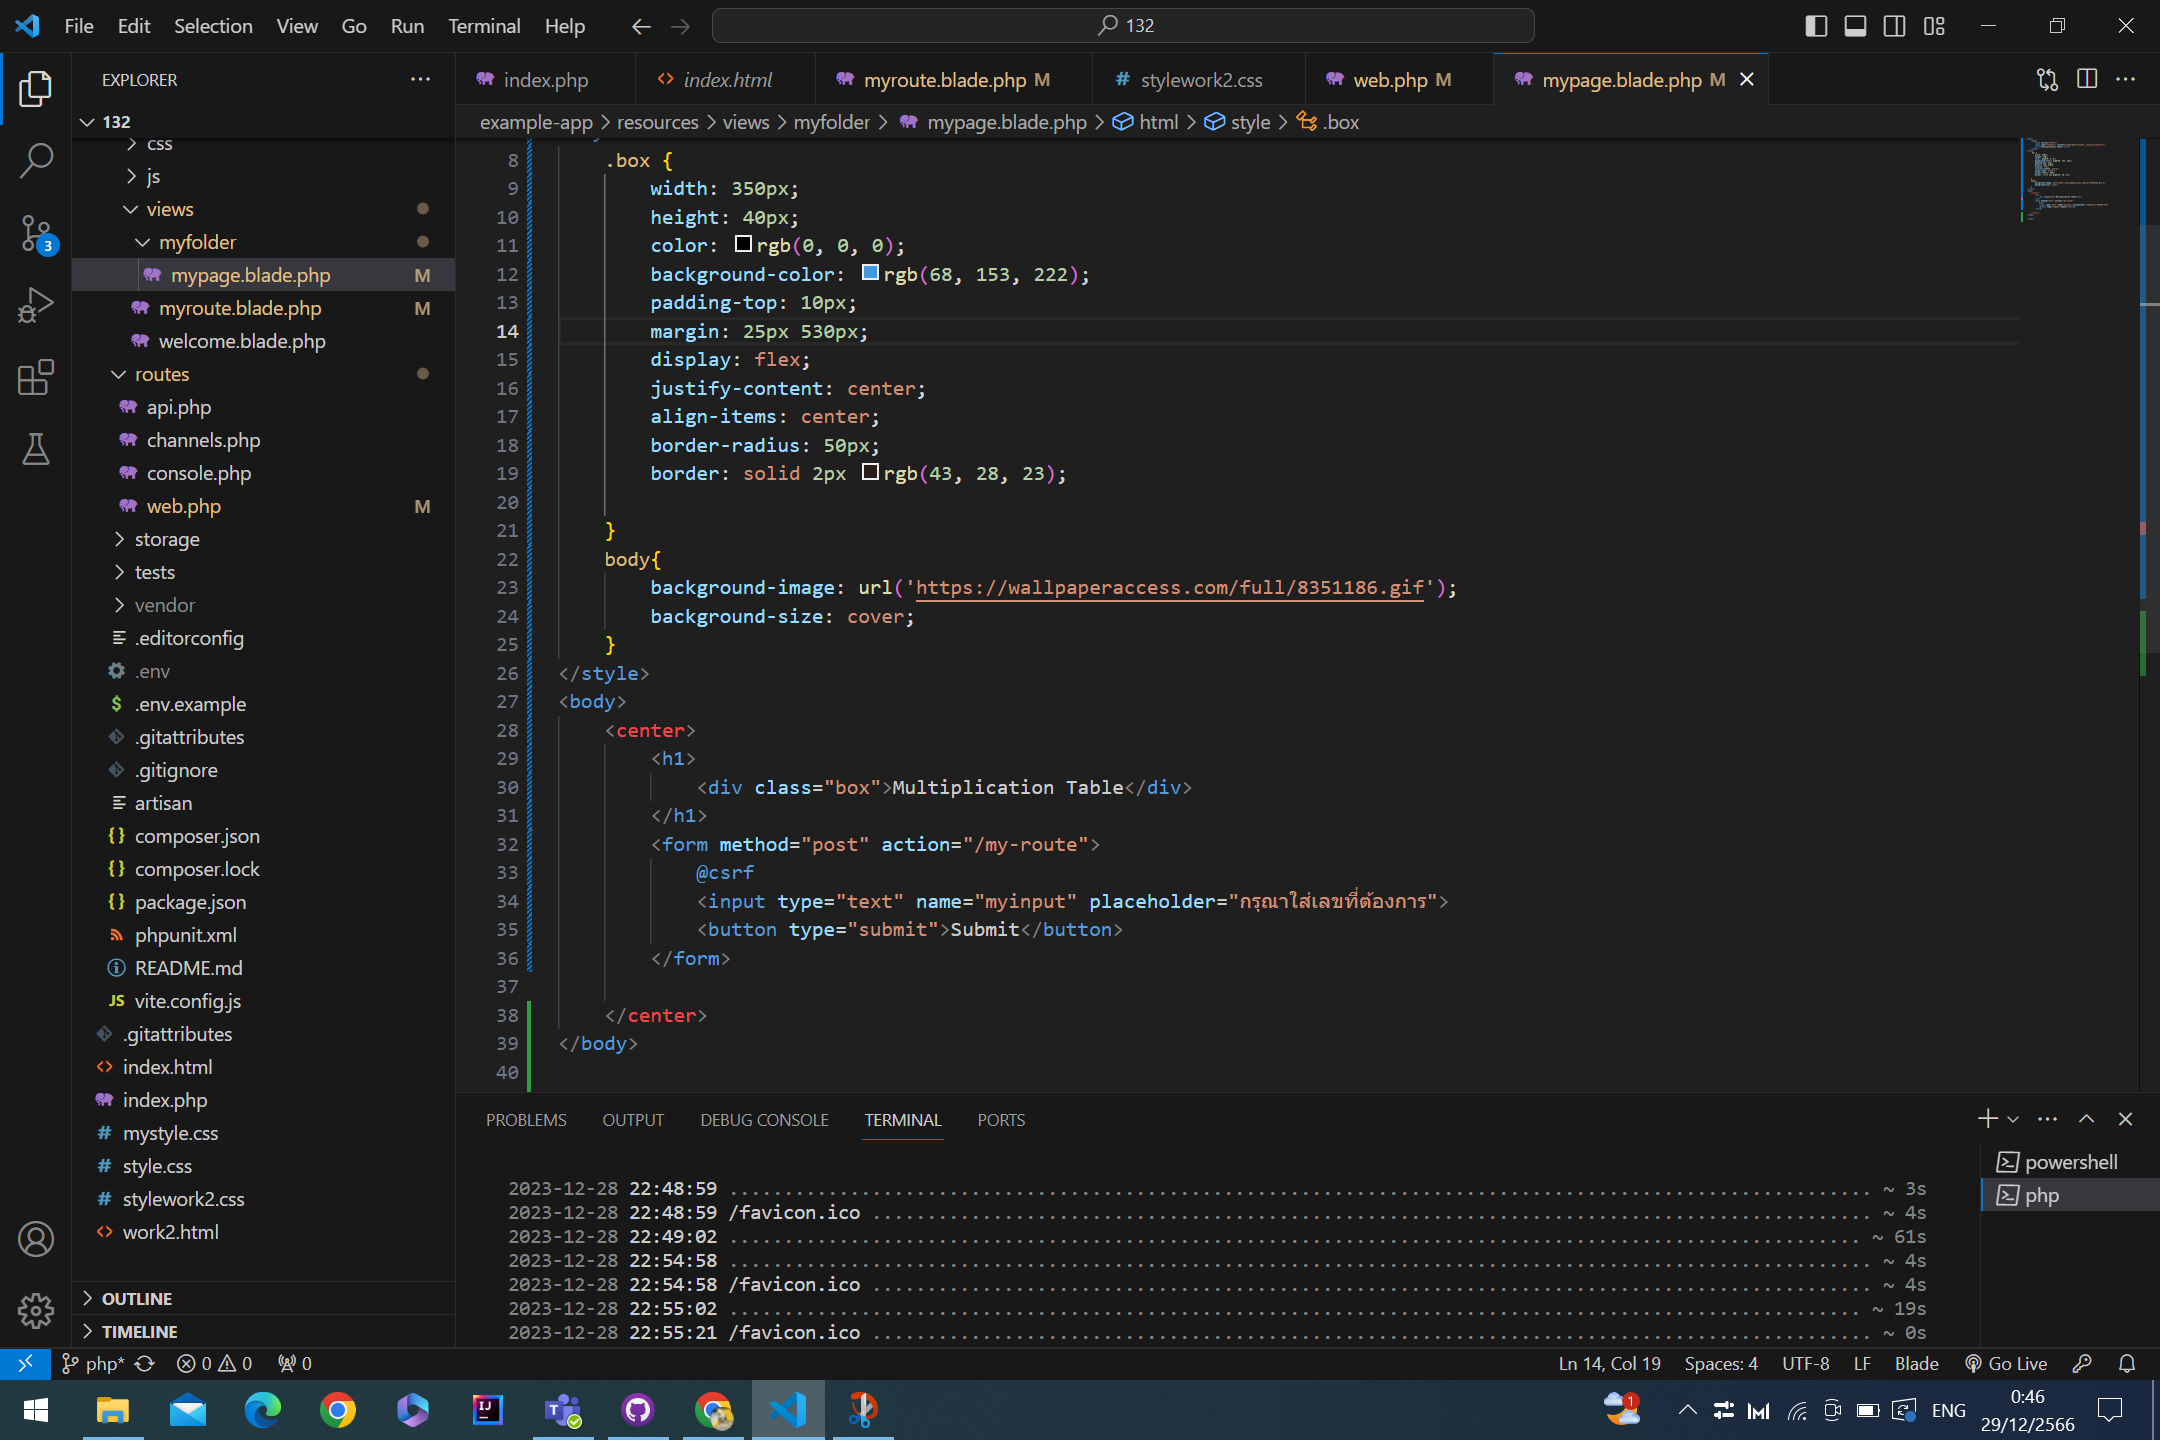 File Edit Selection View Go Run Terminal Help
132
EXPLORER
132
css
js
views
myfolder
mypage.blade.php M
myroute.blade.php M
welcome.blade.php
routes
api.php
channels.php
console.php
web.php M
storage
tests
vendor
.editorconfig
.env
$ .env.example
.gitattributes
.gitignore
artisan
{} composer.json
{} composer.lock
{} package.json
phpunit.xml
README.md
JS vite.config.js
.gitattributes
<> index.html
index.php
# mystyle.css
# style.css
# stylework2.css
<> work2.html
OUTLINE
TIMELINE
3
index.php
<> index.html
myroute.blade.php M
# stylework2.css
web.php M
mypage.blade.php M
example-app > resources > views > myfolder > mypage.blade.php > html > style > .box
8 .box {
9 width: 350px;
10 height: 40px;
11 color: rgb(0, 0, 0);
12 background-color: rgb(68, 153, 222);
13 padding-top: 10px;
14 margin: 25px 530px;
15 display: flex;
16 justify-content: center;
17 align-items: center;
18 border-radius: 50px;
19 border: solid 2px rgb(43, 28, 23);
20
21 }
22 body{
23 background-image: url('https://wallpaperaccess.com/full/8351186.gif');
24 background-size: cover;
25 }
26 </style>
27 <body>
28 <center>
29 <h1>
30 <div class="box">Multiplication Table</div>
31 </h1>
32 <form method="post" action="/my-route">
33 @csrf
34 <input type="text" name="myinput" placeholder="กรุณาใส่เลขที่ต้องการ">
35 <button type="submit">Submit</button>
36 </form>
37
38 </center>
39 </body>
40
PROBLEMS OUTPUT DEBUG CONSOLE TERMINAL PORTS
2023-12-28 22:48:59 ........ ~ 3s
2023-12-28 22:48:59 /favicon.ico ........ ~ 4s
2023-12-28 22:49:02 ........ ~ 61s
2023-12-28 22:54:58 ........ ~ 4s
2023-12-28 22:54:58 /favicon.ico ........ ~ 4s
2023-12-28 22:55:02 ........ ~ 19s
2023-12-28 22:55:21 /favicon.ico ........ ~ 0s
powershell
php
php* 0 0 0
Ln 14, Col 19 Spaces: 4 UTF-8 LF Blade Go Live
1
ENG
0:46
29/12/2566